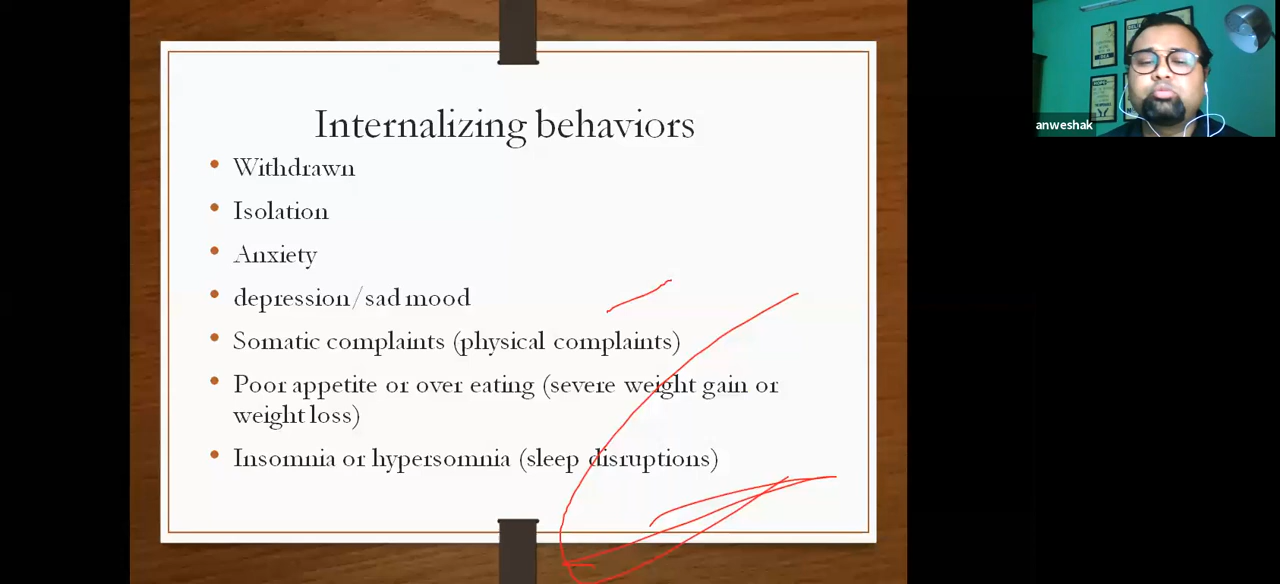 Internalizing behaviors
• Withdrawn
• Isolation
• Anxiety
• depression/sad mood
• Somatic complaints (physical complaints)
• Poor appetite or over eating (severe weight gain or
weight loss)
• Insomnia or hypersomnia (sleep disruptions)
anweshak